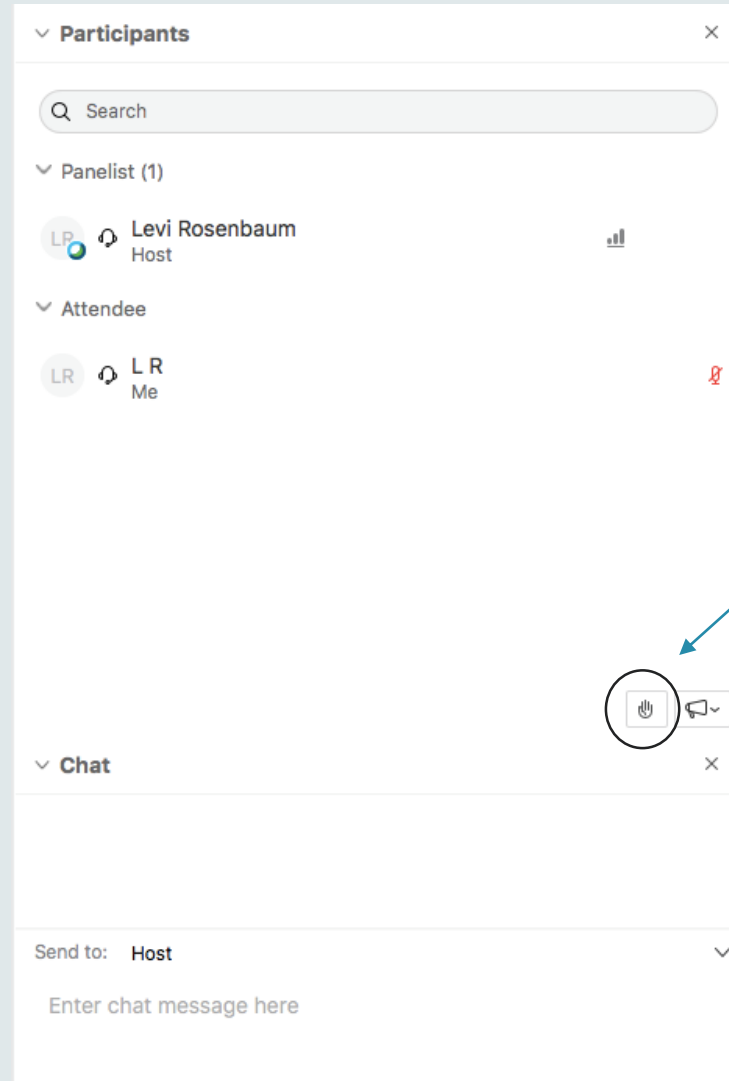 Participants
Search
Panelist (1)
LR
Levi Rosenbaum
Host
Attendee
LR
L R
Me
Chat
Send to: Host
Enter chat message here